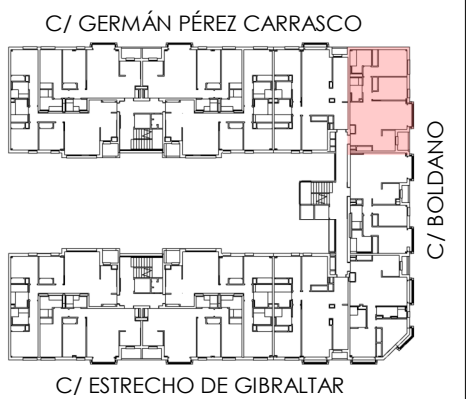 C/ GERMÁN PÉREZ CARRASCO
C/ BOLDANO
C/ ESTRECHO DE GIBRALTAR